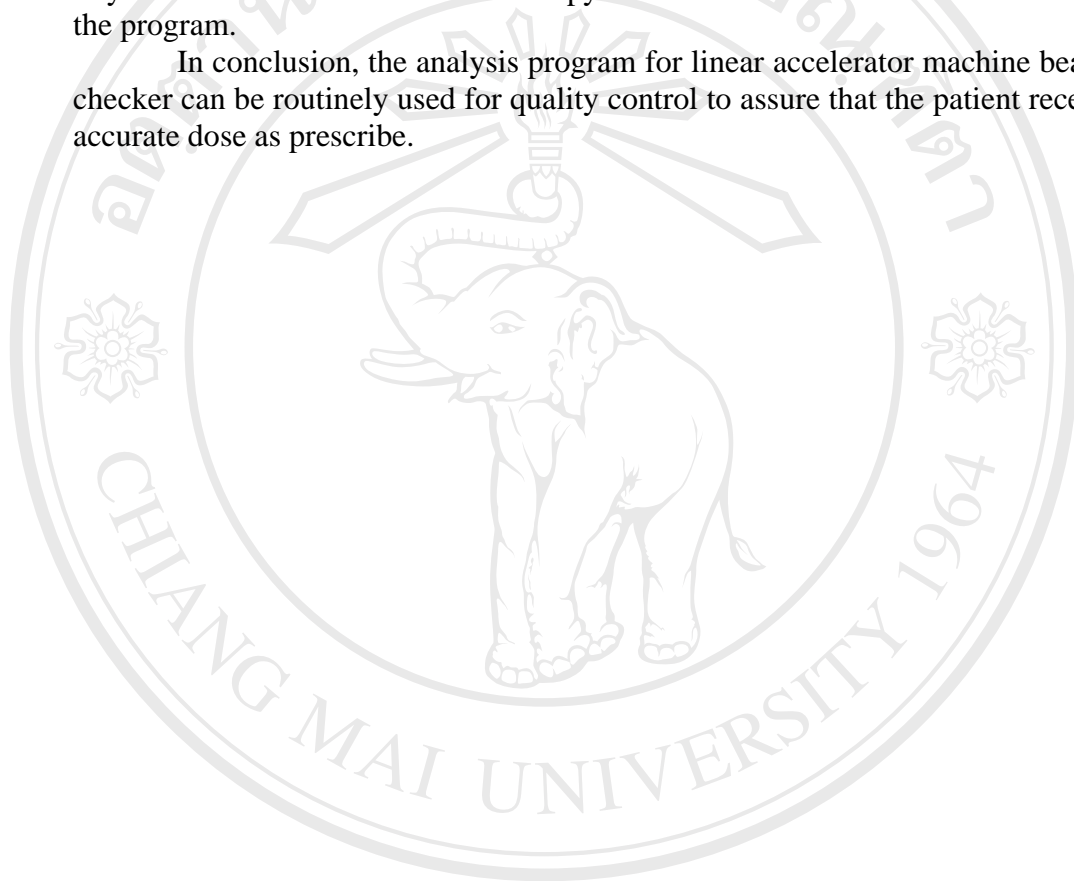 the program.
In conclusion, the analysis program for linear accelerator machine bea
checker can be routinely used for quality control to assure that the patient rece
accurate dose as prescribe.
CHIANG MAI UNIVERSITY 1964